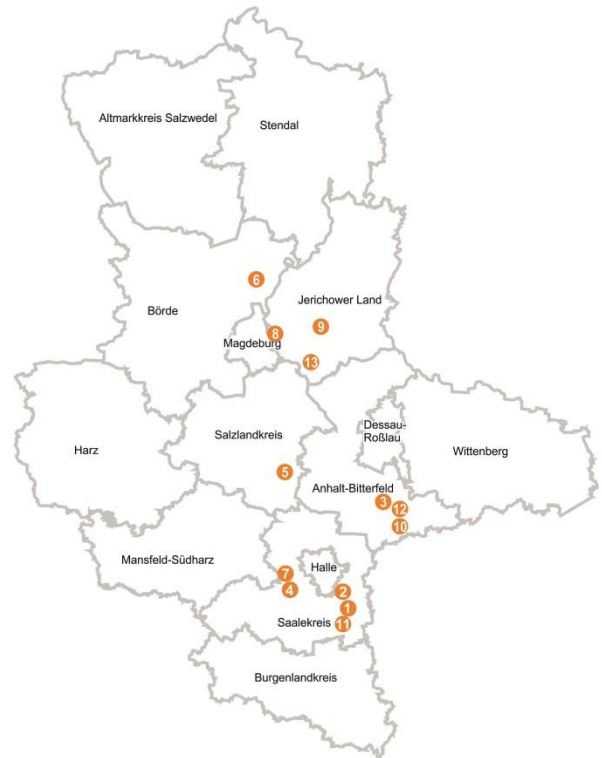 Altmarkkreis Salzwedel
Stendal
6
Börde
Jerichower Land
9
8
Magdeburg
13
Salzlandkreis
Harz
Dessau-
Roßlau
Wittenberg
5
Anhalt-Bitterfeld
3
12
10
Mansfeld-Südharz
Halle
7
4
2
1
Saalekreis
11
Burgenlandkreis